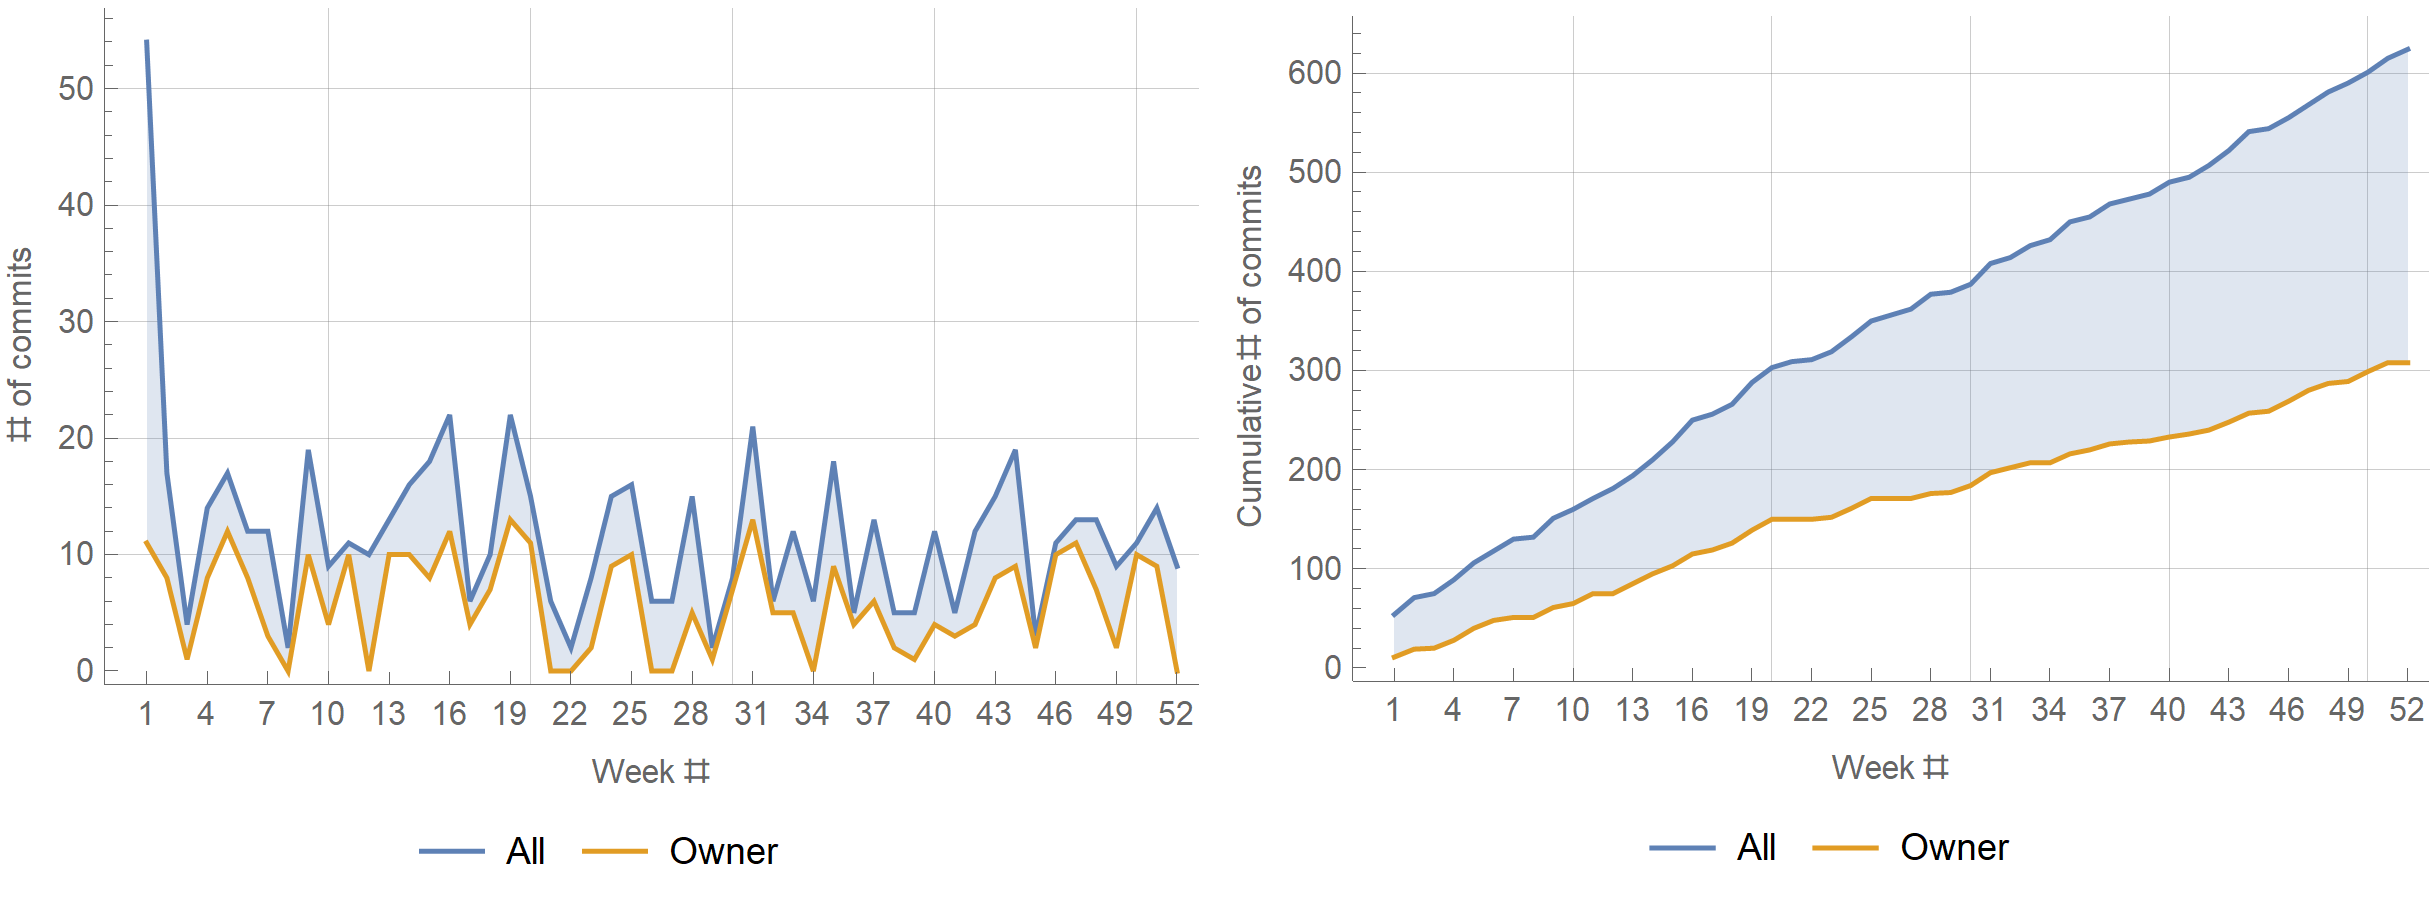 # of commits
50
40
30
20
10
0
1 4 7 10 13 16 19 22 25 28 31 34 37 40 43 46 49 52
Week #
All Owner
Cumulative # of commits
600
500
400
300
200
100
0
1 4 7 10 13 16 19 22 25 28 31 34 37 40 43 46 49 52
Week #
All Owner